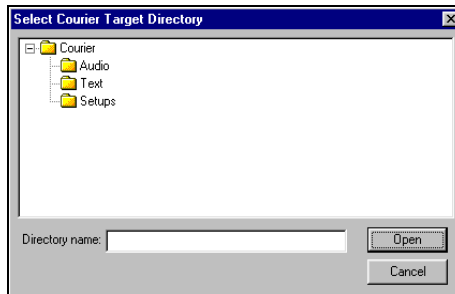 Select Courier Target Directory
Courier
Audio
Text
Setups
Directory name:
Open
Cancel